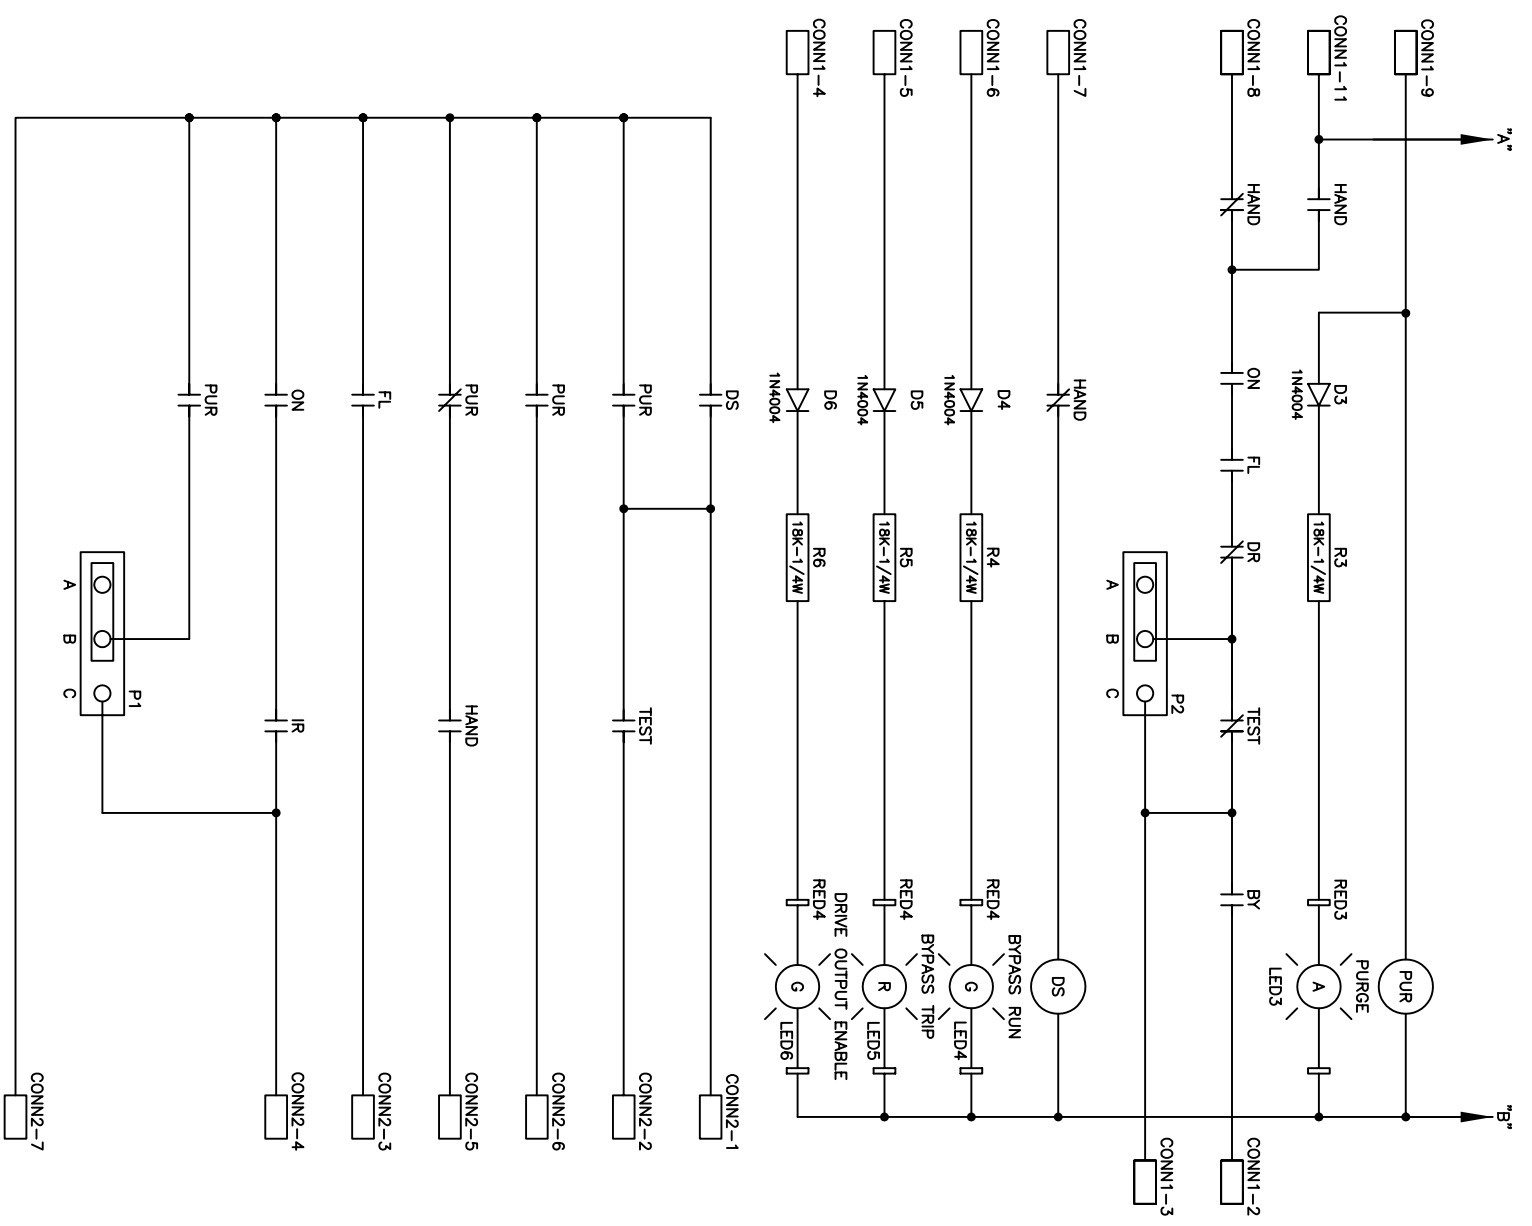 "A"
"B"
CONN1-9
PUR
CONN1-11
HAND
D3
1N4004
R3
18K-1/4W
RED3
PURGE
A
LED3
CONN1-8
HAND
ON
FL
DR
TEST
BY
CONN1-2
P2
A
B
C
CONN1-3
CONN1-7
HAND
DS
CONN1-6
D4
1N4004
R4
18K-1/4W
RED4
BYPASS RUN
G
LED4
CONN1-5
D5
1N4004
R5
18K-1/4W
RED4
BYPASS TRIP
R
LED5
CONN1-4
D6
1N4004
R6
18K-1/4W
RED4
DRIVE OUTPUT ENABLE
G
LED6
DS
CONN2-1
PUR
TEST
CONN2-2
PUR
CONN2-6
PUR
HAND
CONN2-5
FL
CONN2-3
ON
IR
CONN2-4
PUR
P1
A
B
C
CONN2-7